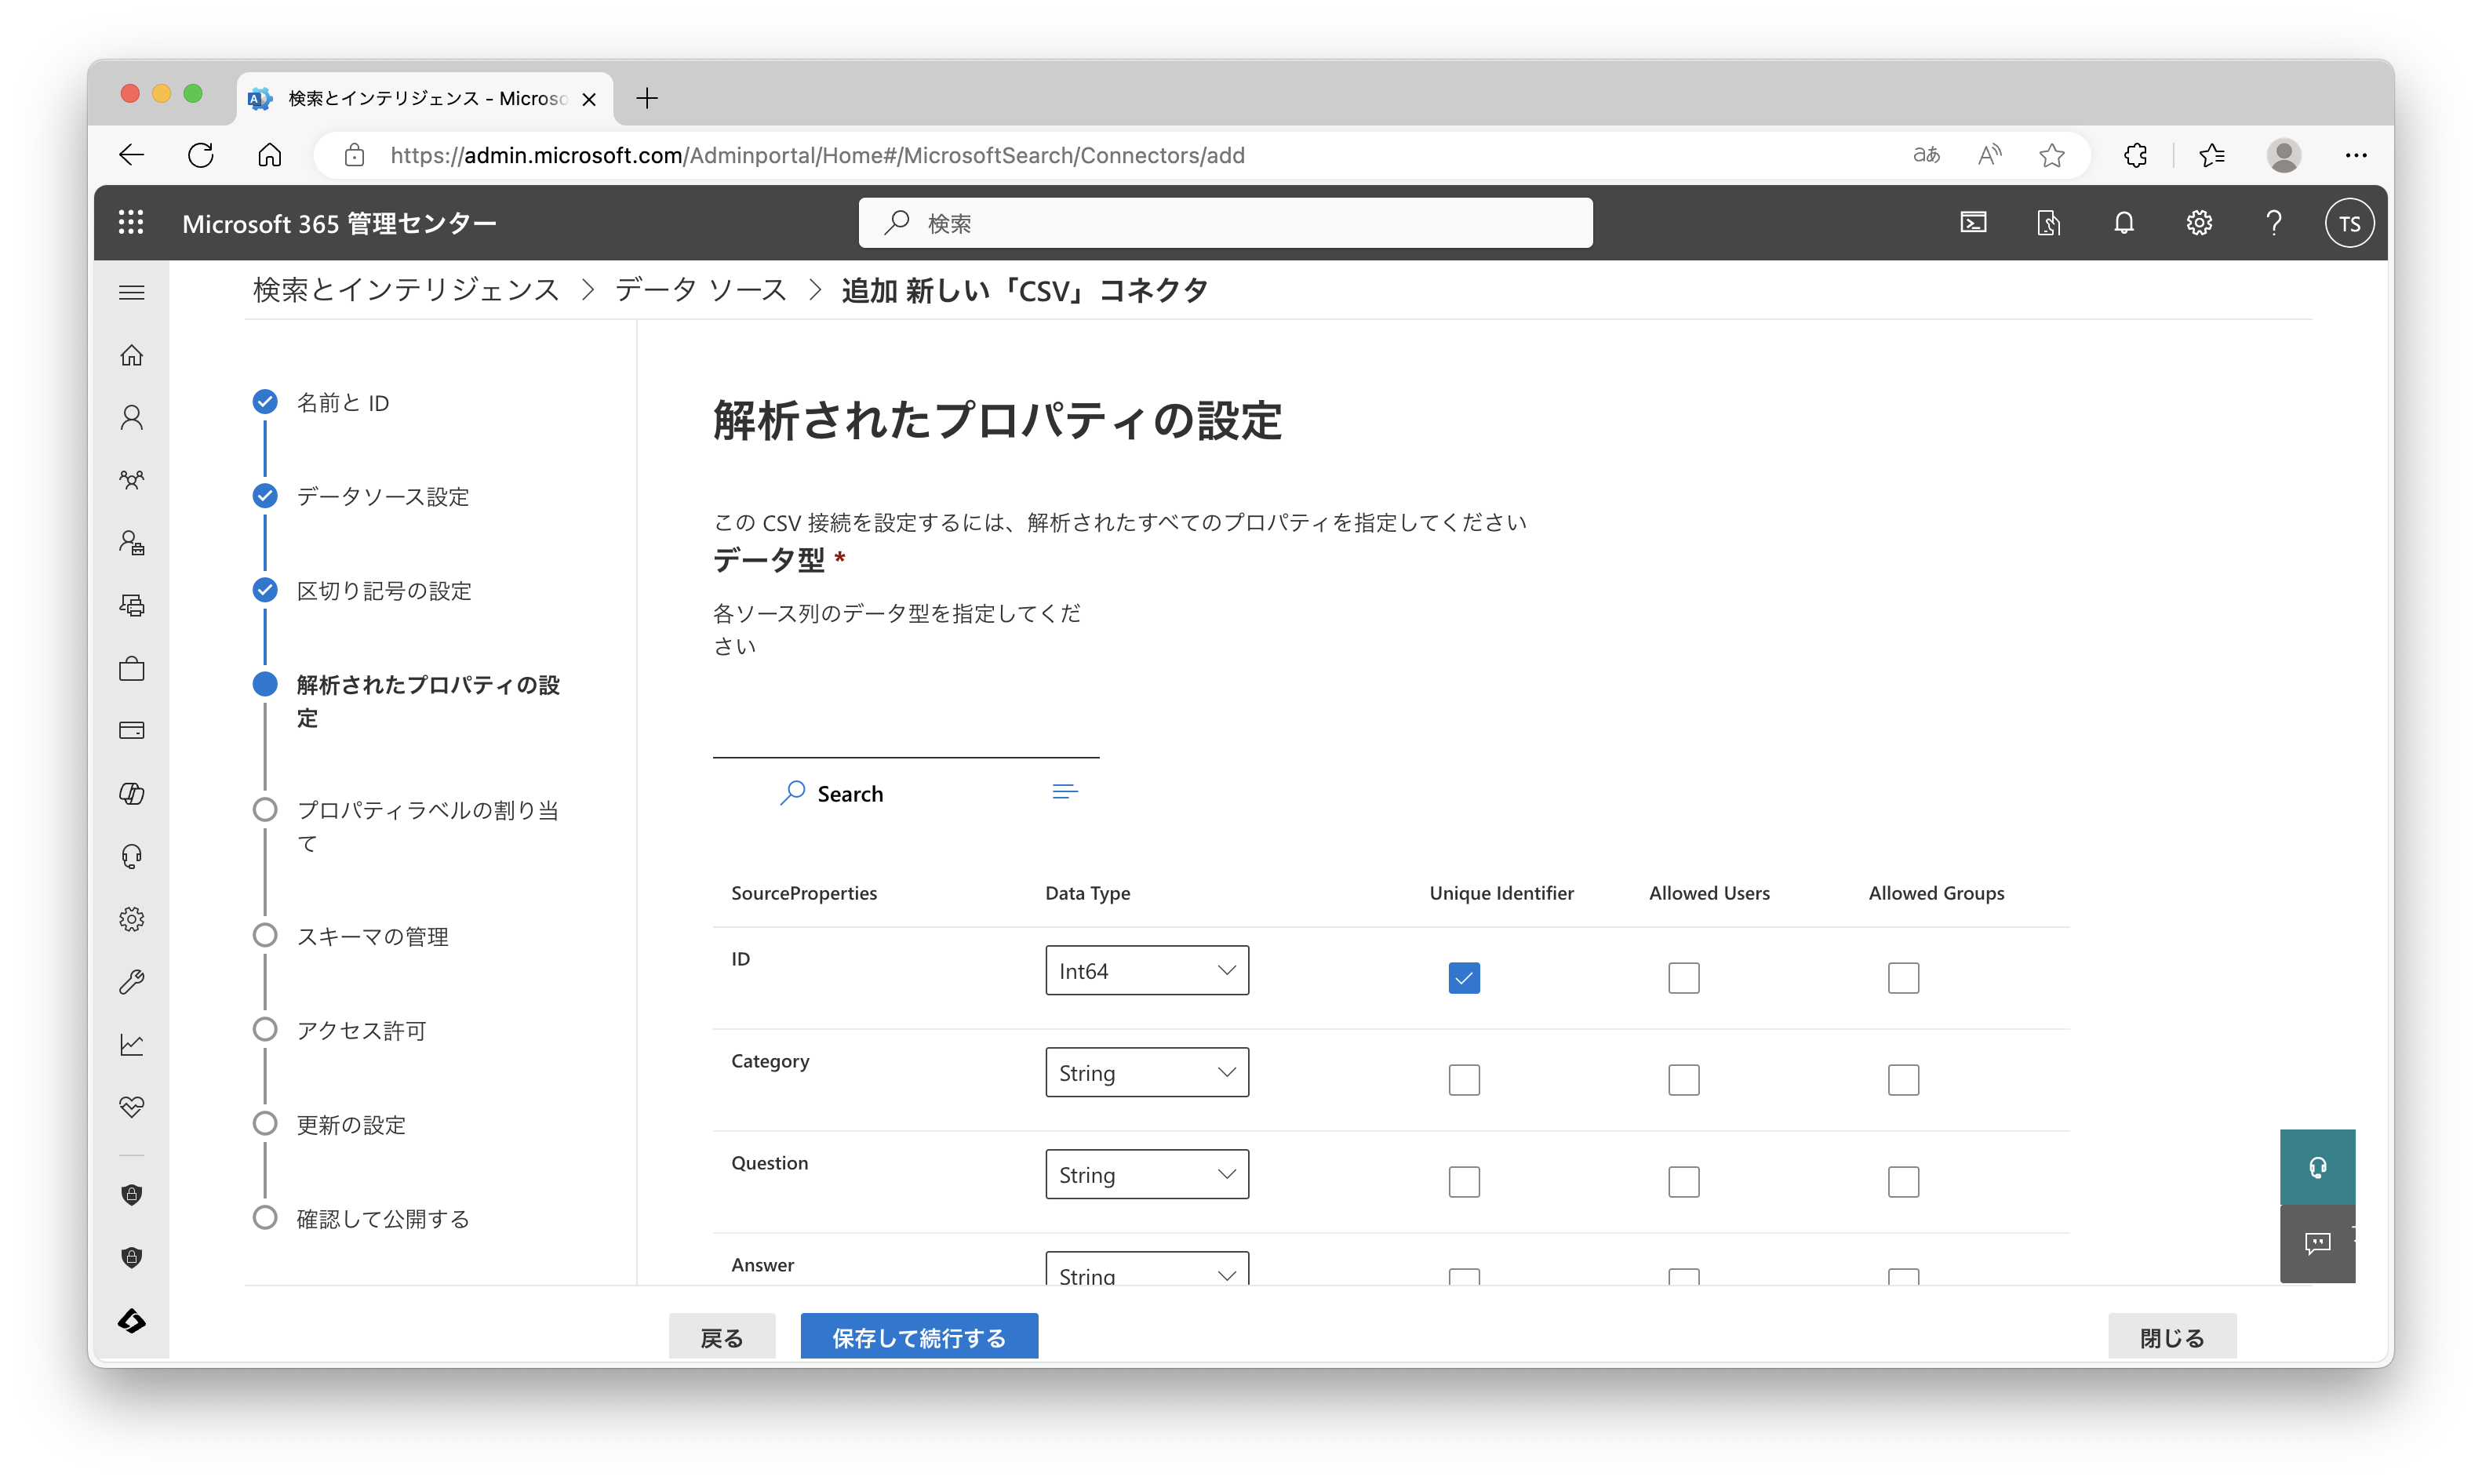 検索とインテリジェンス - Microso
https://admin.microsoft.com/Adminportal/Home#/MicrosoftSearch/Connectors/add
aあ
Microsoft 365 管理センター
検索
TS
検索とインテリジェンス > データ ソース > 追加 新しい「CSV」コネクタ
名前と ID
データソース設定
区切り記号の設定
解析されたプロパティの設
定
プロパティラベルの割り当
て
スキーマの管理
アクセス許可
更新の設定
確認して公開する
解析されたプロパティの設定
この CSV 接続を設定するには、解析されたすべてのプロパティを指定してください
データ型 *
各ソース列のデータ型を指定してくだ
さい
Search
SourceProperties Data Type Unique Identifier Allowed Users Allowed Groups
ID Int64
Category String
Question String
Answer String
戻る 保存して続行する 閉じる